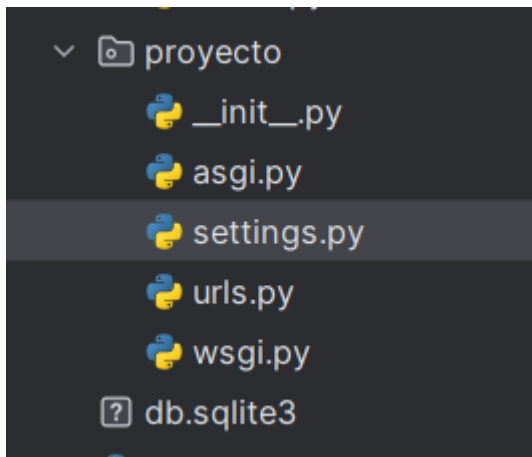 proyecto
__init__.py
asgi.py
settings.py
urls.py
wsgi.py
db.sqlite3